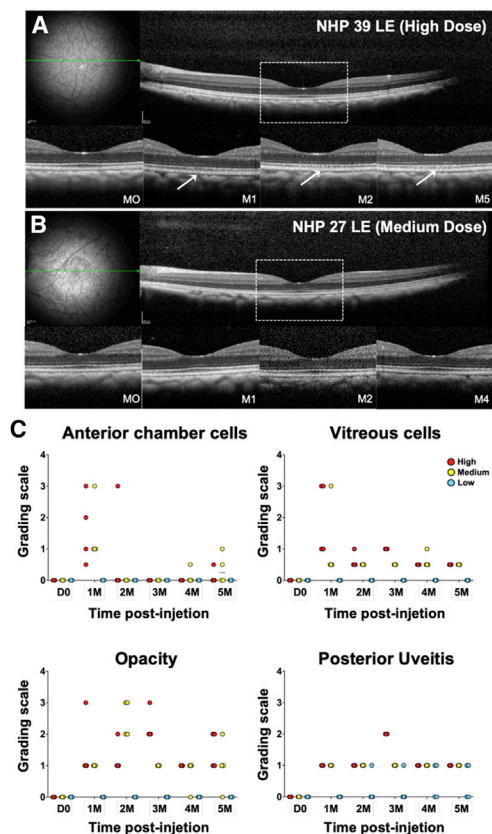 A
NHP 39 LE (High Dose)
MO
M1
M2
M5
B
NHP 27 LE (Medium Dose)
MO
M1
M2
M4
C
Anterior chamber cells
Grading scale
4
3
2
1
0
D0 1M 2M 3M 4M 5M
Time post-injetion
Vitreous cells
High
Medium
Low
Grading scale
4
3
2
1
0
D0 1M 2M 3M 4M 5M
Time post-injetion
Opacity
Grading scale
4
3
2
1
0
D0 1M 2M 3M 4M 5M
Time post-injetion
Posterior Uveitis
Grading scale
4
3
2
1
0
D0 1M 2M 3M 4M 5M
Time post-injetion